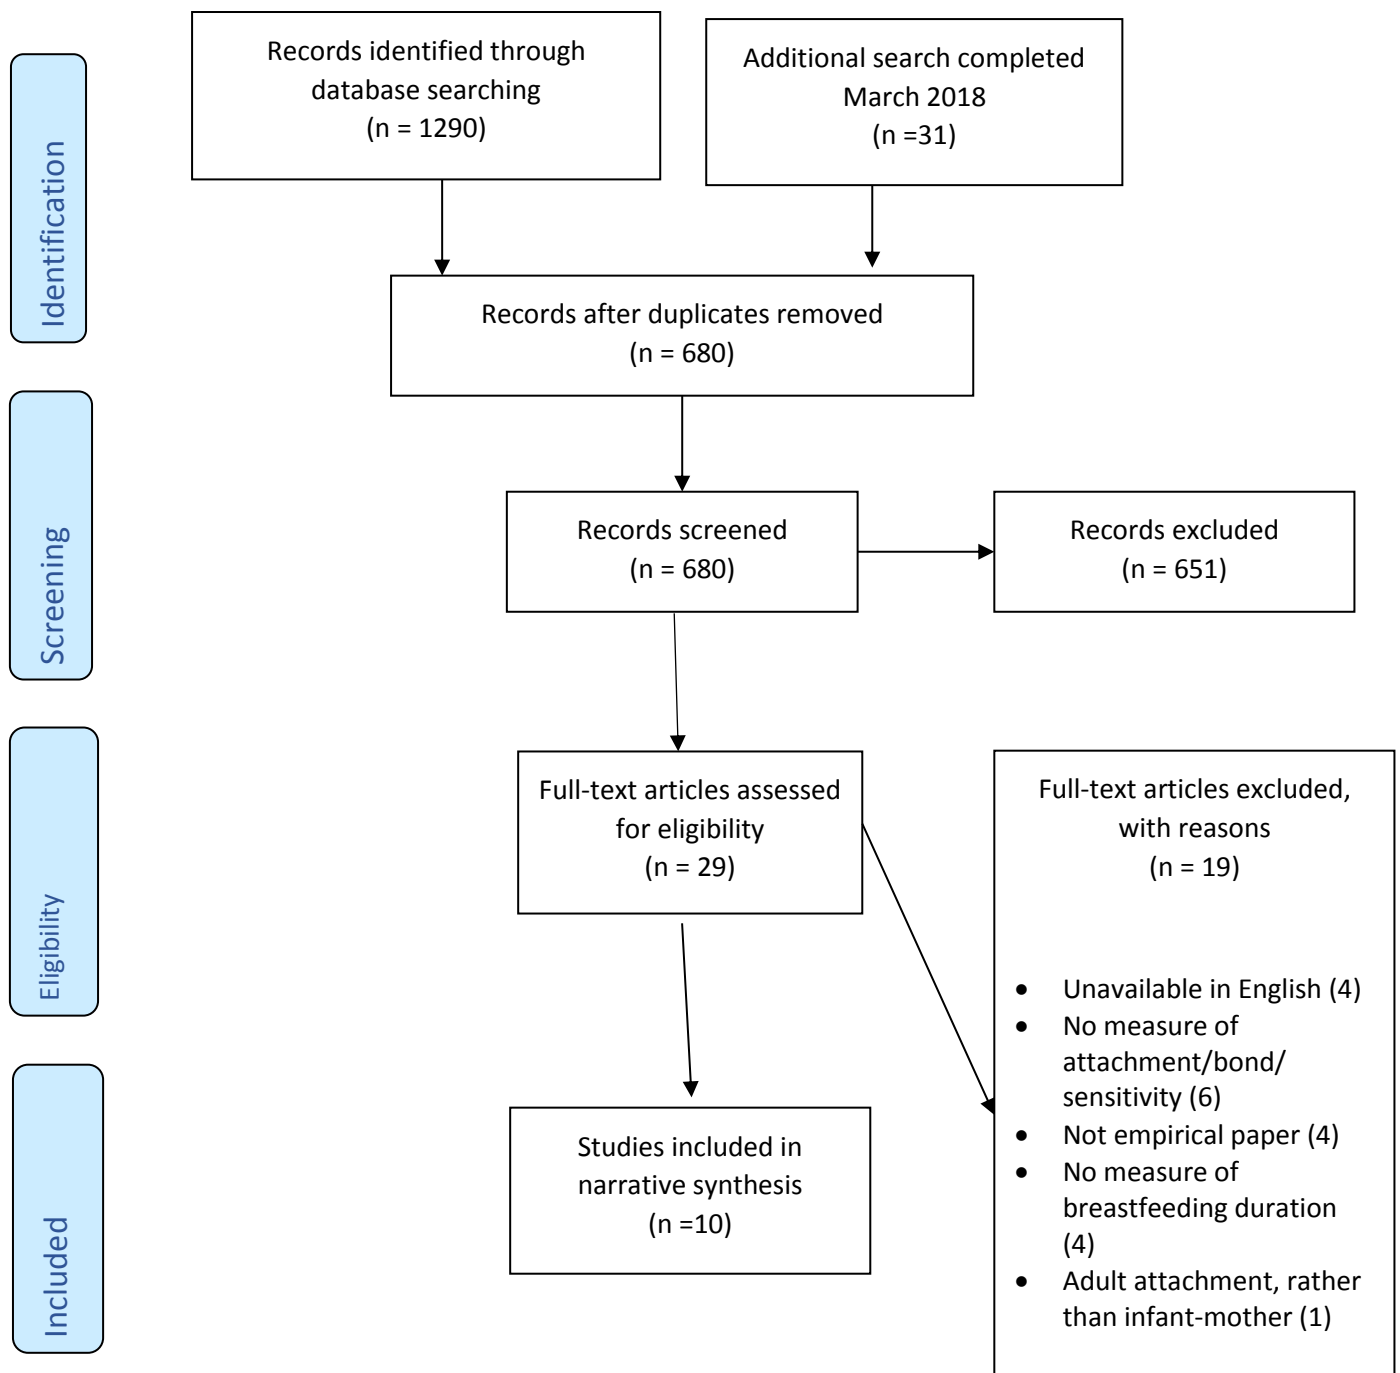 Identification
Records identified through
database searching
(n = 1290)
Additional search completed
March 2018
(n =31)
Records after duplicates removed
(n = 680)
Screening
Records screened
(n = 680)
Records excluded
(n = 651)
Eligibility
Full-text articles assessed
for eligibility
(n = 29)
Full-text articles excluded,
with reasons
(n = 19)
• Unavailable in English (4)
• No measure of
attachment/bond/
sensitivity (6)
• Not empirical paper (4)
• No measure of
breastfeeding duration
(4)
• Adult attachment, rather
than infant-mother (1)
Included
Studies included in
narrative synthesis
(n =10)